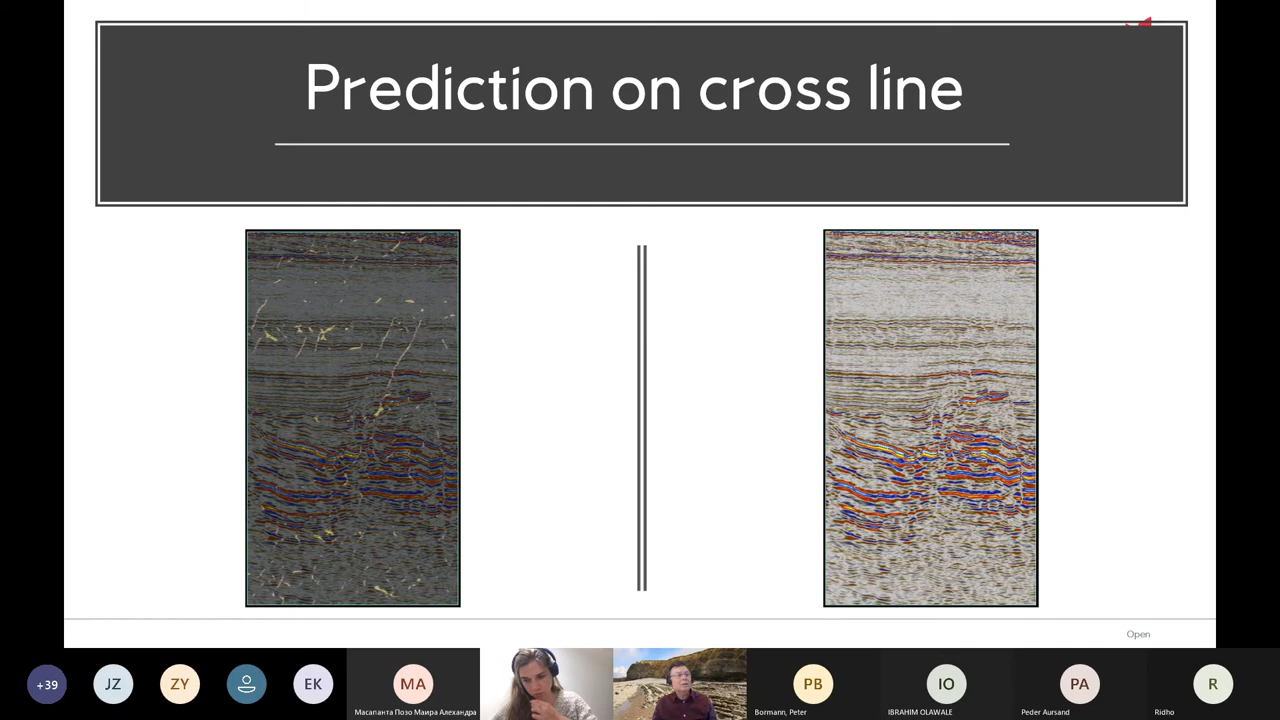 Prediction on cross line
Open
+39
JZ
ZY
EK
MA
Масапанта Позо Маира Алехандра
PB
Bormann, Peter
IO
IBRAHIM OLAWALE
PA
Peder Aursand
R
Ridho